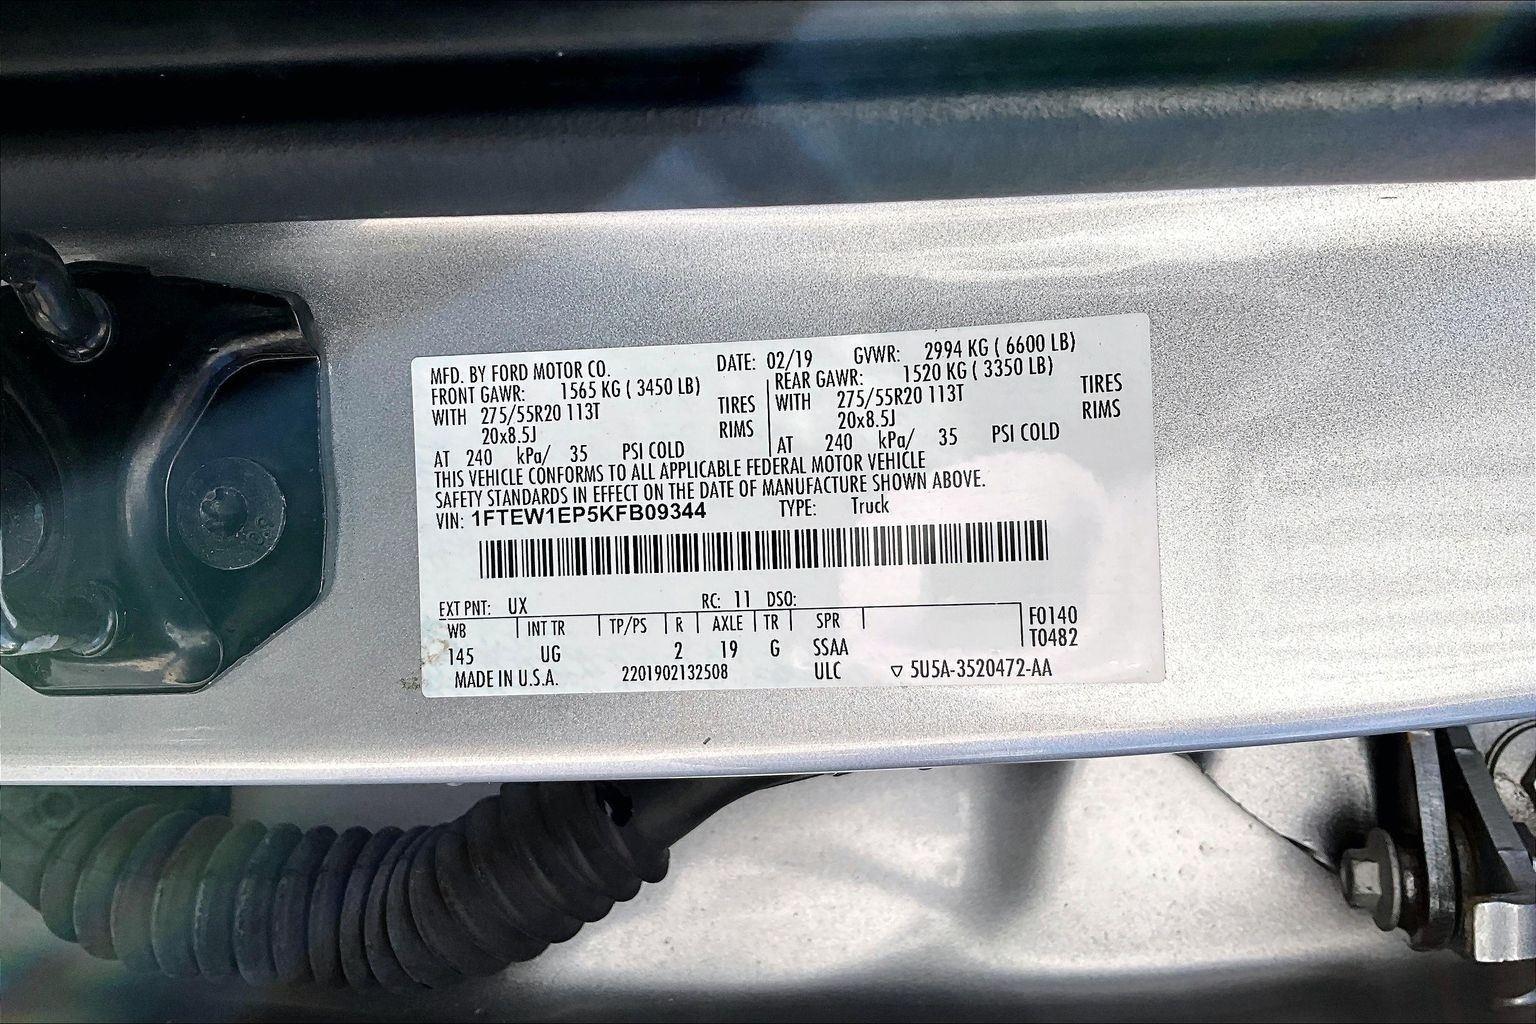 MFD. BY FORD MOTOR CO. DATE: 02/19 GVWR: 2994 KG ( 6600 LB)
FRONT GAWR: 1565 KG ( 3450 LB) REAR GAWR: 1520 KG ( 3350 LB)
WITH 275/55R20 113T TIRES WITH 275/55R20 113T TIRES
20x8.5J RIMS 20x8.5J RIMS
AT 240 kPa/ 35 PSI COLD AT 240 kPa/ 35 PSI COLD
THIS VEHICLE CONFORMS TO ALL APPLICABLE FEDERAL MOTOR VEHICLE
SAFETY STANDARDS IN EFFECT ON THE DATE OF MANUFACTURE SHOWN ABOVE.
VIN: 1FTEW1EP5KFB09344 TYPE: Truck
EXT PNT: UX RC: 11 DSO:
WB INT TR TP/PS R AXLE TR SPR F0140
145 UG 2 19 G SSAA T0482
MADE IN U.S.A. 2201902132508 ULC ▽ 5U5A-3520472-AA